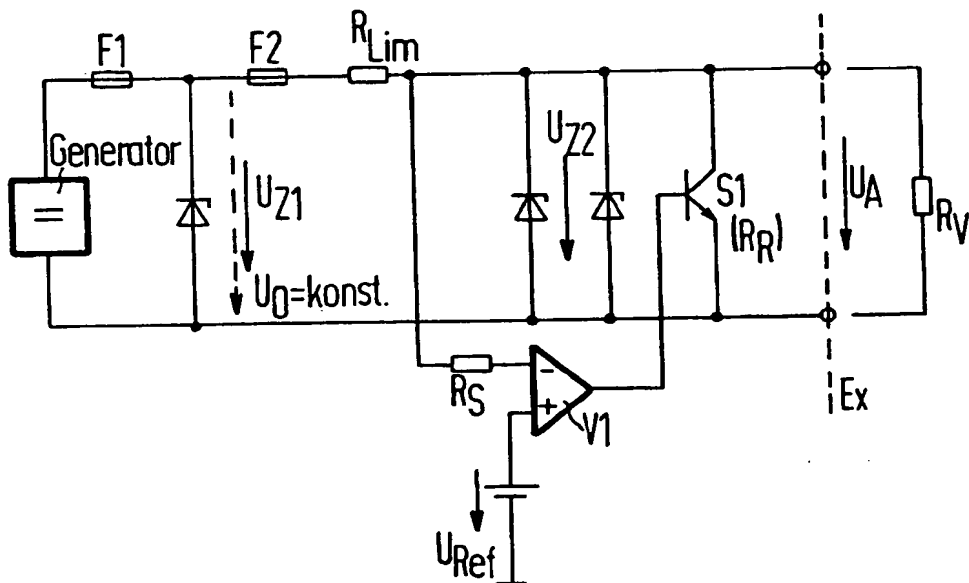 F1
F2
R_Lim
Generator
=
U_Z1
U_0=konst.
U_Z2
S1
(R_R)
U_A
R_V
R_S
-
+
V1
Ex
U_Ref